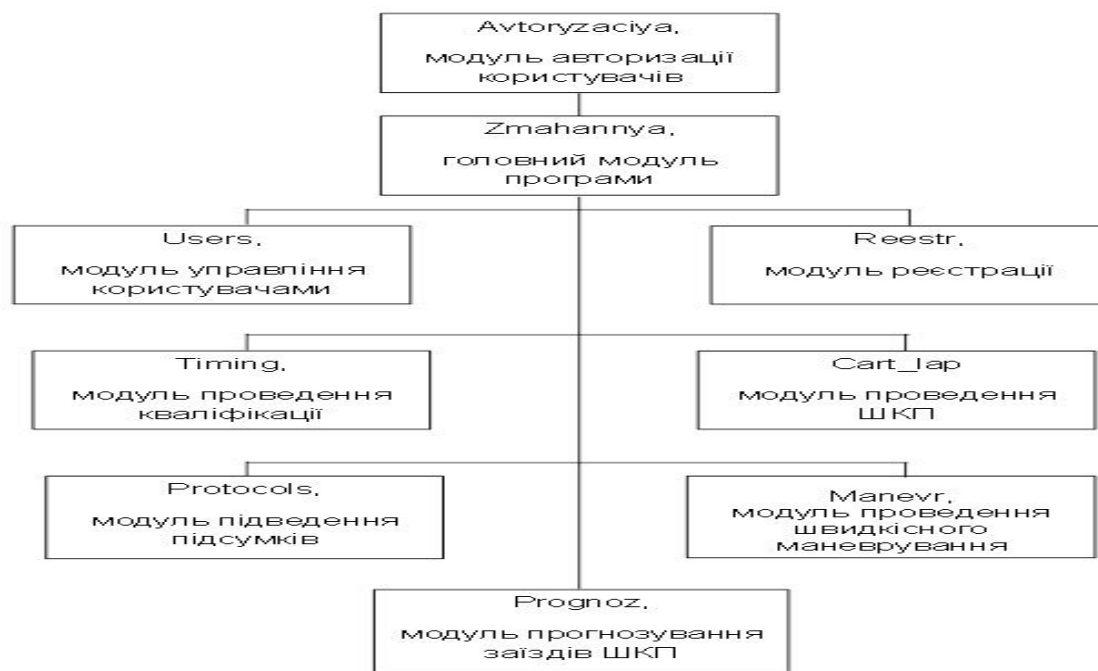 Avtoryzaciya,
модуль авторизації
користувачів
Zmahannya,
головний модуль
програми
Users,
модуль управління
користувачами
Reestr,
модуль реєстрації
Timing,
модуль проведення
кваліфікації
Cart_lap
модуль проведення
ШКП
Protocols,
модуль підведення
підсумків
Manevr,
модуль проведення
швидкісного
маневрування
Prognoz,
модуль прогнозування
заїздів ШКП